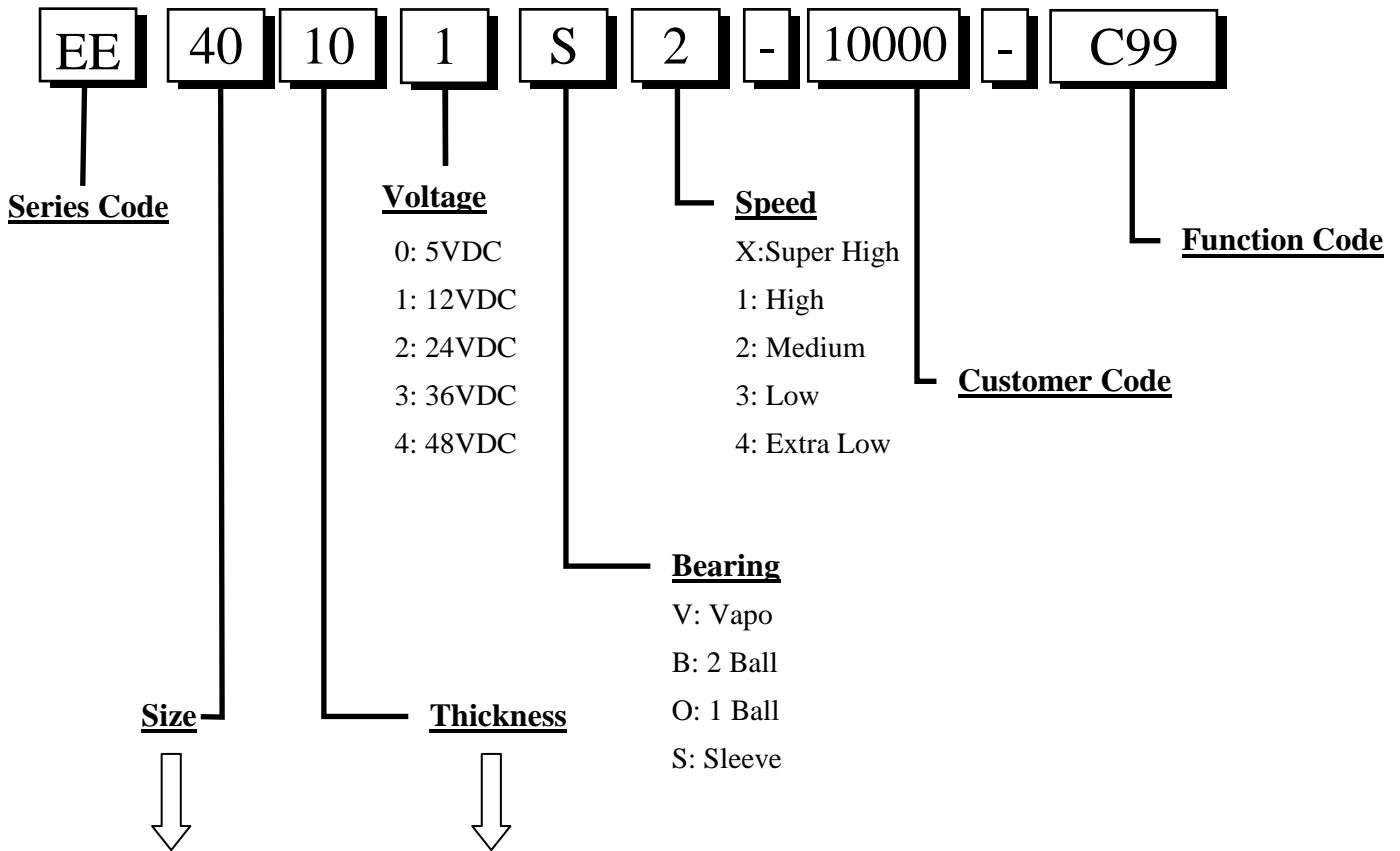 EE 40 10 1 S 2 - 10000 - C99
Series Code
Voltage
0: 5VDC
1: 12VDC
2: 24VDC
3: 36VDC
4: 48VDC
Speed
X:Super High
1: High
2: Medium
3: Low
4: Extra Low
Function Code
Customer Code
Bearing
V: Vapo
B: 2 Ball
O: 1 Ball
S: Sleeve
Size
Thickness